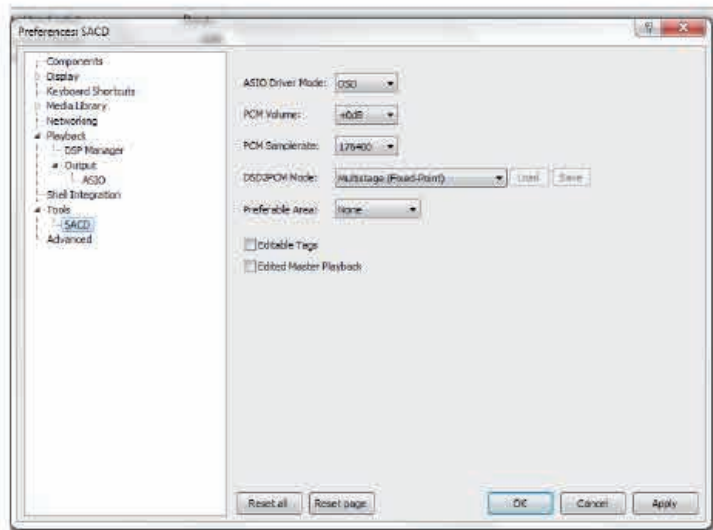 Preferences: SACD
Components
Display
Keyboard Shortcuts
Media Library
Networking
Playback
DSP Manager
Output
ASIO
Shell Integration
Tools
SACD
Advanced
ASIO Driver Mode: DSD
PCM Volume: +0dB
PCM Samplerate: 176400
DSD2PCM Mode: Multistage (Fixed-Point) Load Save
Preferable Area: None
Editable Tags
Edited Master Playback
Reset all Reset page OK Cancel Apply